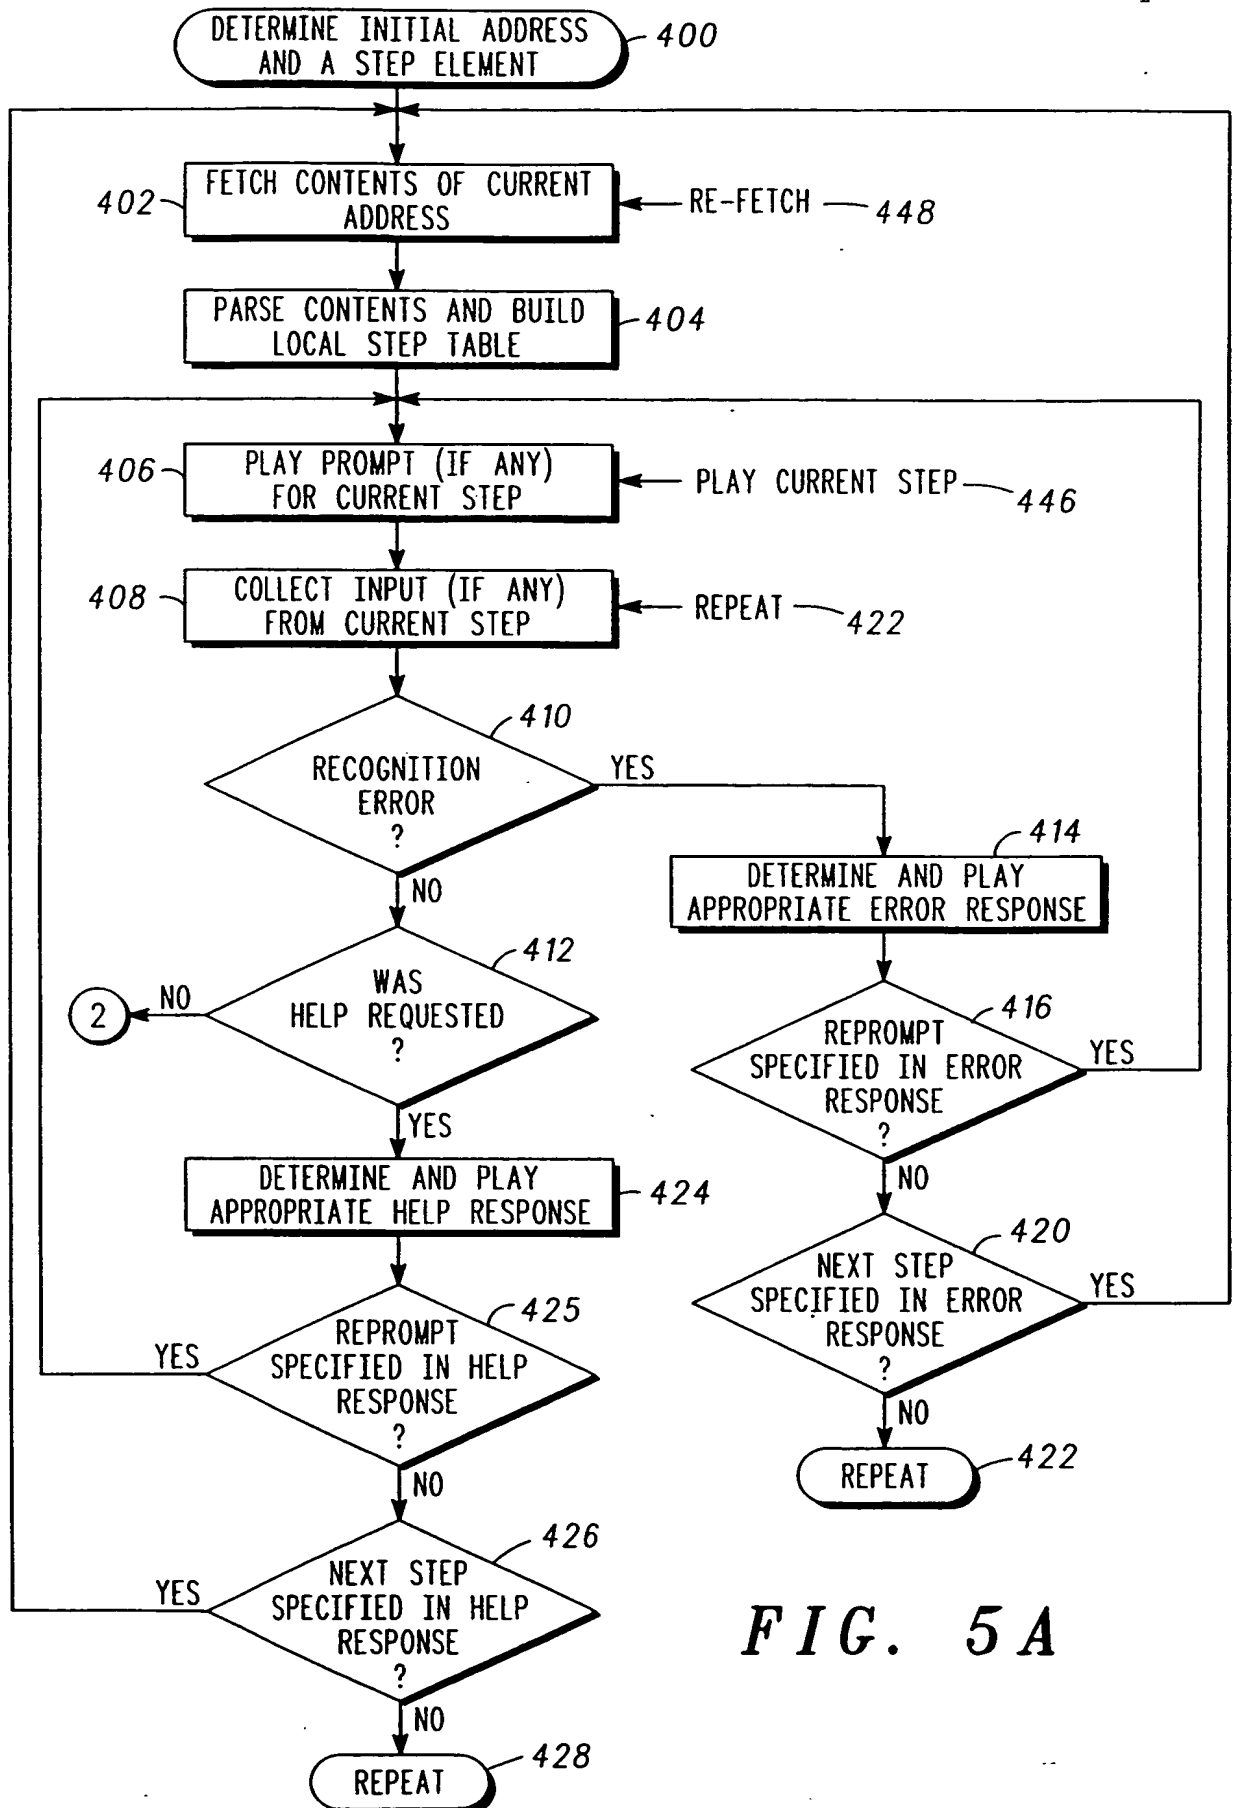 DETERMINE INITIAL ADDRESS
AND A STEP ELEMENT
400
FETCH CONTENTS OF CURRENT
ADDRESS
402
RE-FETCH
448
PARSE CONTENTS AND BUILD
LOCAL STEP TABLE
404
406
PLAY PROMPT (IF ANY)
FOR CURRENT STEP
PLAY CURRENT STEP
446
408
COLLECT INPUT (IF ANY)
FROM CURRENT STEP
REPEAT
422
410
RECOGNITION
ERROR
?
YES
NO
414
DETERMINE AND PLAY
APPROPRIATE ERROR RESPONSE
412
WAS
HELP REQUESTED
?
NO
2
YES
416
REPROMPT
SPECIFIED IN ERROR
RESPONSE
?
YES
NO
DETERMINE AND PLAY
APPROPRIATE HELP RESPONSE
424
420
NEXT STEP
SPECIFIED IN ERROR
RESPONSE
?
YES
NO
REPEAT
422
425
REPROMPT
SPECIFIED IN HELP
RESPONSE
?
YES
NO
426
NEXT STEP
SPECIFIED IN HELP
RESPONSE
?
YES
NO
REPEAT
428
FIG. 5A